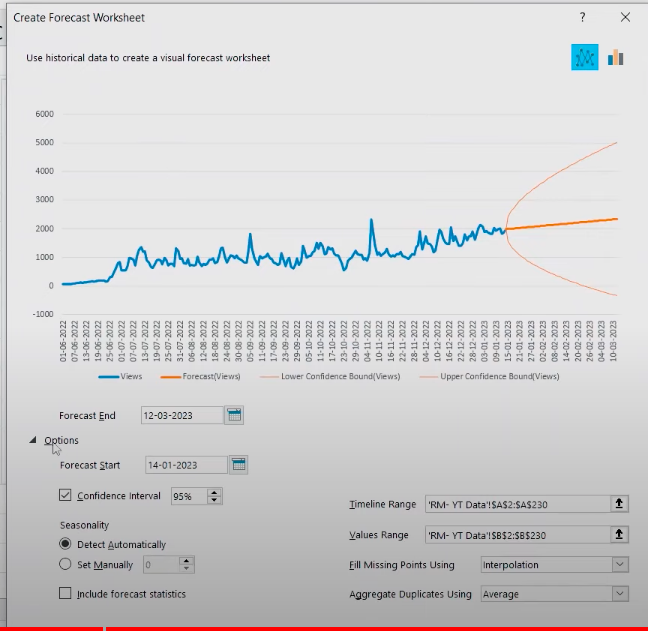 Create Forecast Worksheet ?
Use historical data to create a visual forecast worksheet
6000
5000
4000
3000
2000
1000
0
-1000
01-06-2022 07-06-2022 13-06-2022 19-06-2022 25-06-2022 01-07-2022 07-07-2022 13-07-2022 19-07-2022 25-07-2022 31-07-2022 06-08-2022 12-08-2022 18-08-2022 24-08-2022 30-08-2022 05-09-2022 11-09-2022 17-09-2022 23-09-2022 29-09-2022 05-10-2022 11-10-2022 17-10-2022 23-10-2022 29-10-2022 04-11-2022 10-11-2022 16-11-2022 22-11-2022 28-11-2022 04-12-2022 10-12-2022 16-12-2022 22-12-2022 28-12-2022 03-01-2023 09-01-2023 15-01-2023 21-01-2023 27-01-2023 02-02-2023 08-02-2023 14-02-2023 20-02-2023 26-02-2023 04-03-2023 10-03-2023
Views Forecast(Views) Lower Confidence Bound(Views) Upper Confidence Bound(Views)
Forecast End 12-03-2023
Options
Forecast Start 14-01-2023
Confidence Interval 95%
Timeline Range 'RM- YT Data'!$A$2:$A$230
Seasonality
Values Range 'RM- YT Data'!$B$2:$B$230
Detect Automatically
Set Manually 0
Fill Missing Points Using Interpolation
Include forecast statistics
Aggregate Duplicates Using Average